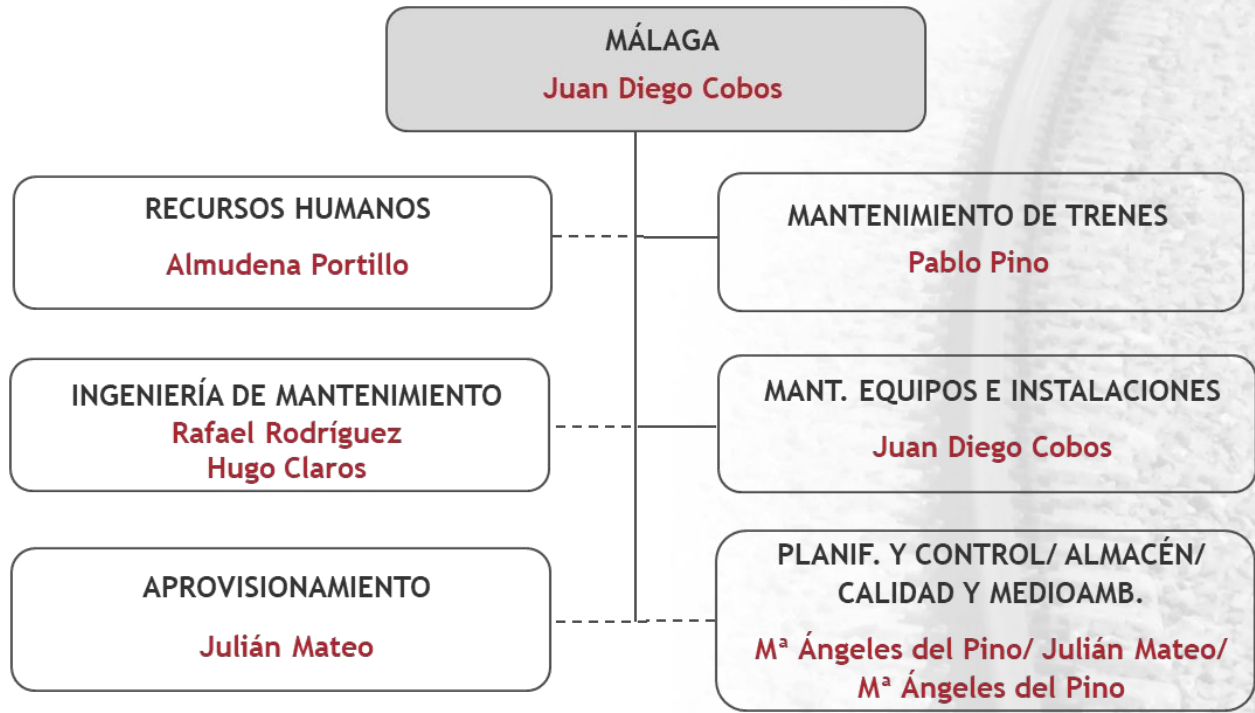 MÁLAGA
Juan Diego Cobos
RECURSOS HUMANOS
Almudena Portillo
MANTENIMIENTO DE TRENES
Pablo Pino
INGENIERÍA DE MANTENIMIENTO
Rafael Rodríguez
Hugo Claros
MANT. EQUIPOS E INSTALACIONES
Juan Diego Cobos
APROVISIONAMIENTO
Julián Mateo
PLANIF. Y CONTROL/ ALMACÉN/
CALIDAD Y MEDIOAMB.
Mª Ángeles del Pino/ Julián Mateo/
Mª Ángeles del Pino